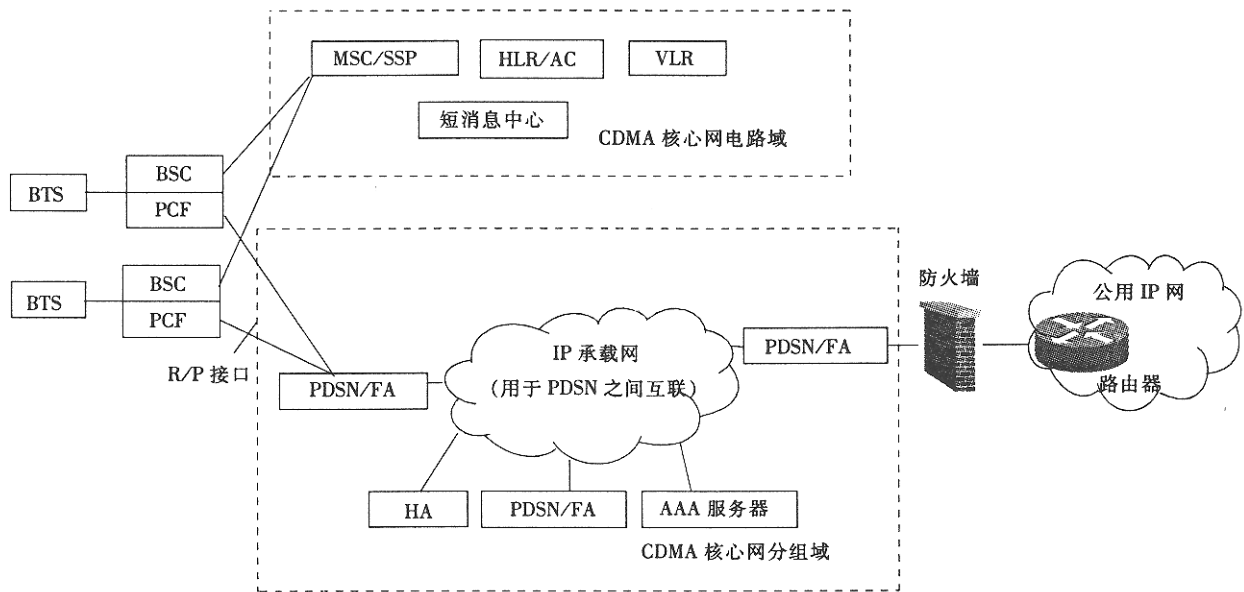 MSC/SSP
HLR/AC
VLR
短消息中心
CDMA 核心网电路域
BTS
BSC
PCF
BTS
BSC
PCF
R/P 接口
PDSN/FA
IP 承载网
(用于 PDSN 之间互联)
PDSN/FA
HA
PDSN/FA
AAA 服务器
CDMA 核心网分组域
防火墙
公用 IP 网
路由器